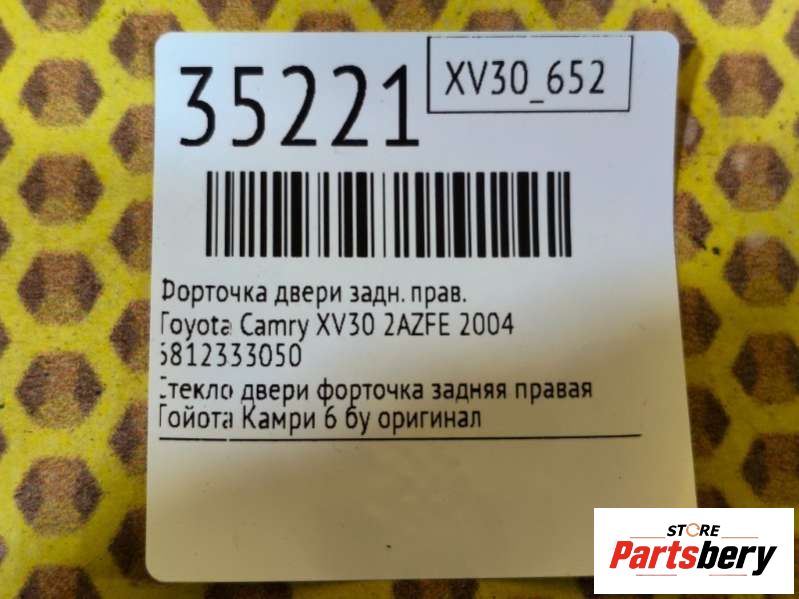 35221
XV30_652
Форточка двери задн. прав.
Toyota Camry XV30 2AZFE 2004
6812333050
Стекло двери форточка задняя правая
Тойота Камри 6 бу оригинал
STORE
Partsbery